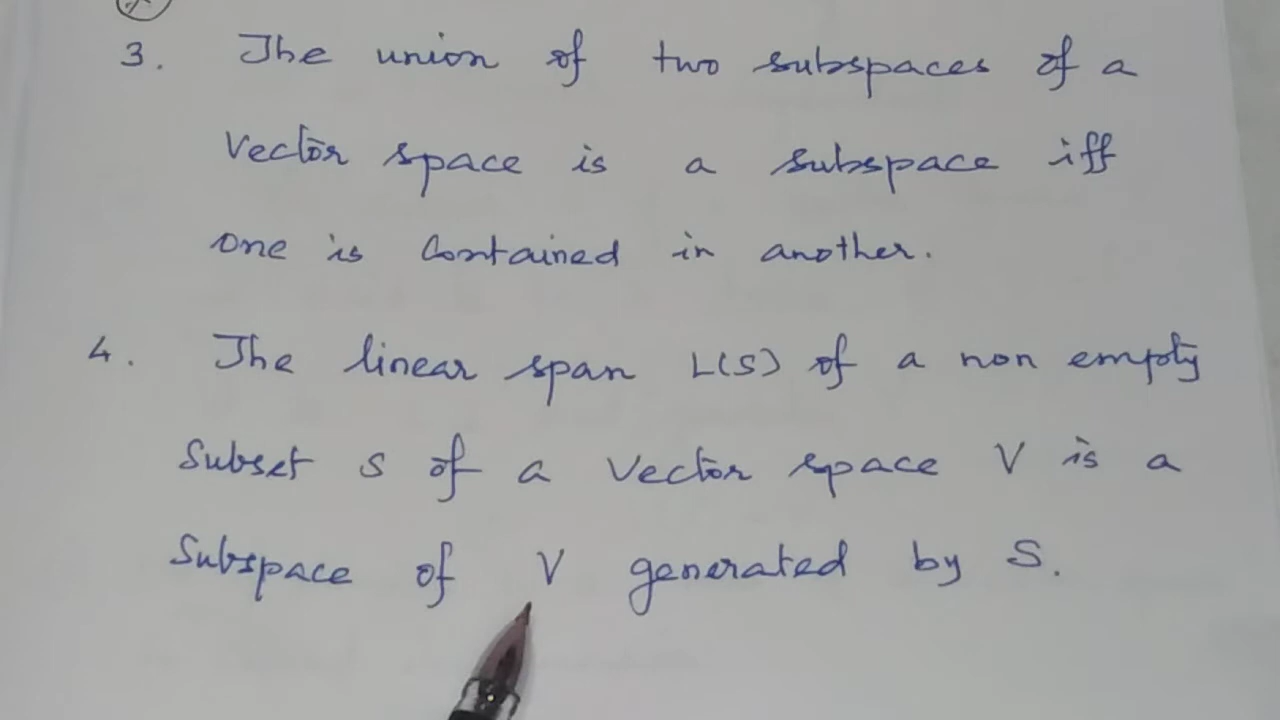 3. The union of two subspaces of a
vector space is a subspace iff
one is contained in another.
4. The linear span L(S) of a non empty
subset S of a vector space V is a
subspace of V generated by S.